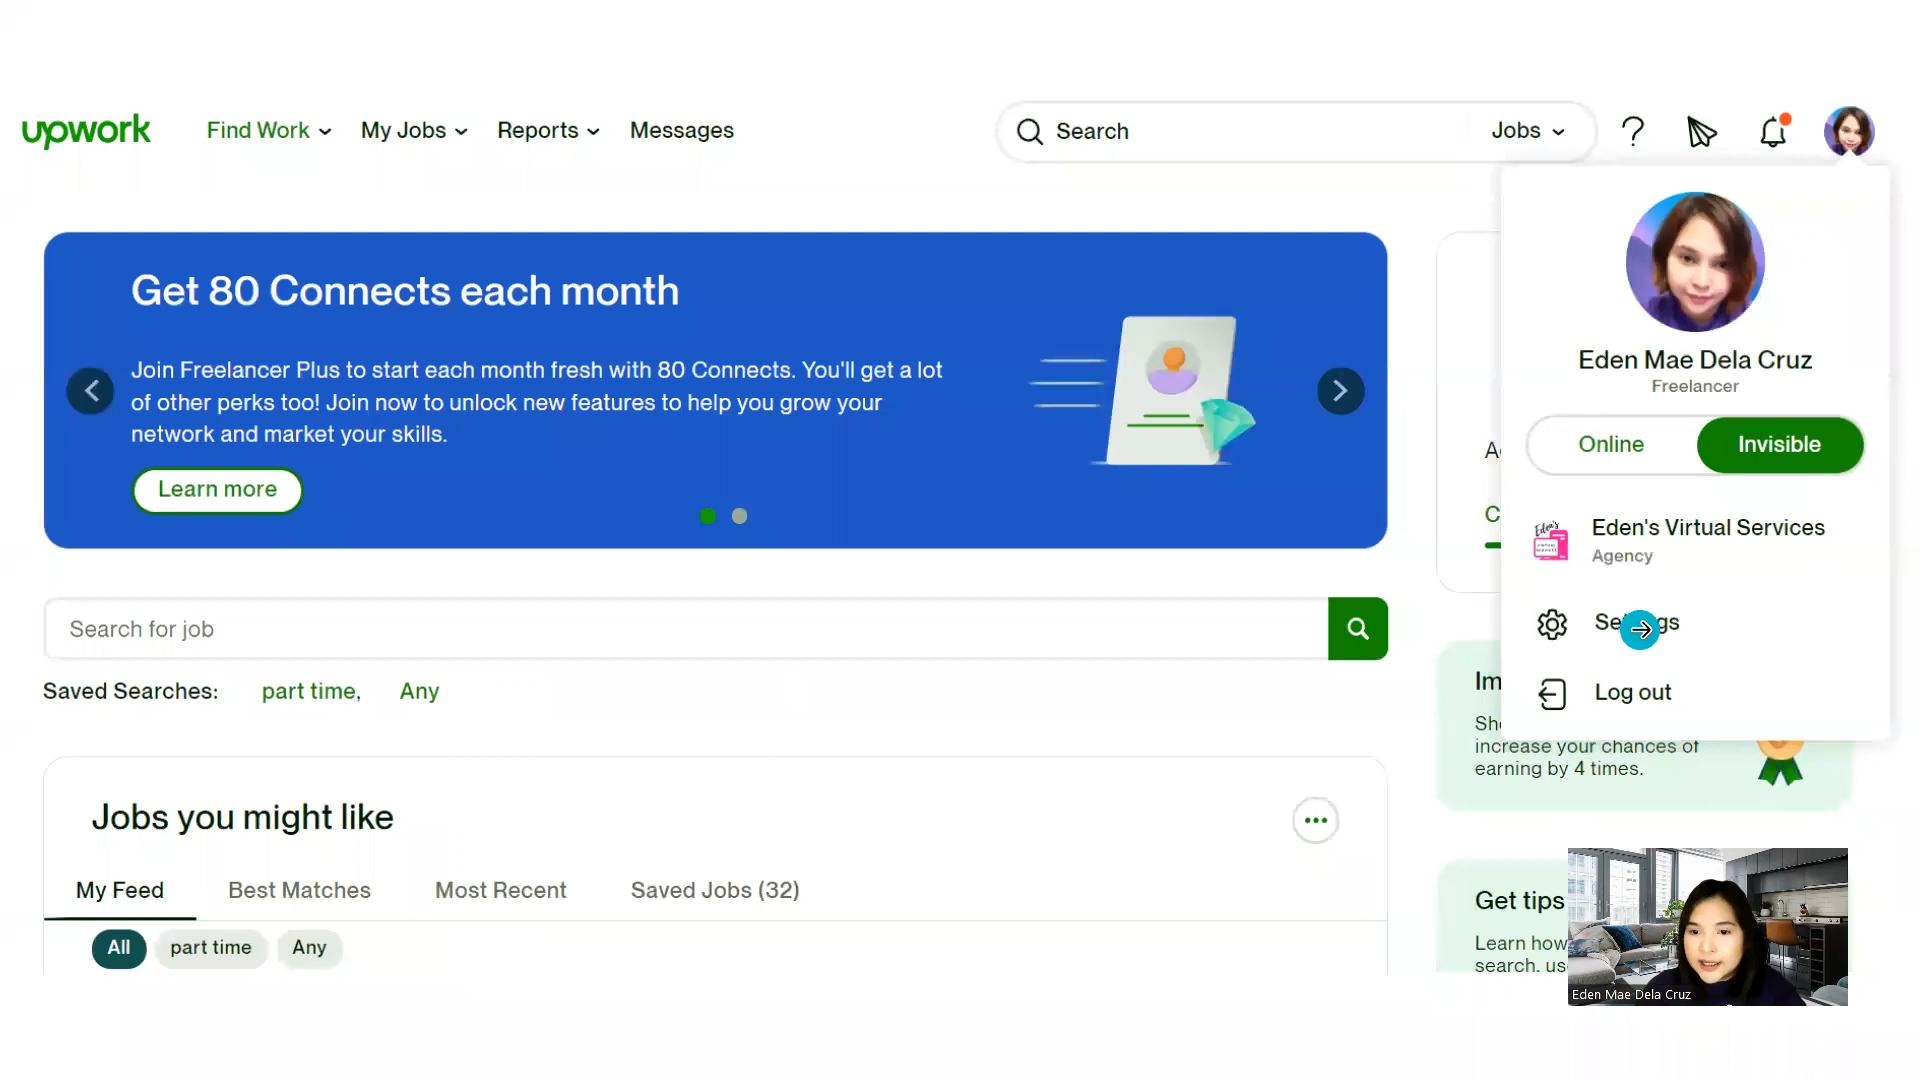 upwork
Find Work
My Jobs
Reports
Messages
Search
Jobs
Get 80 Connects each month
Join Freelancer Plus to start each month fresh with 80 Connects. You'll get a lot
of other perks too! Join now to unlock new features to help you grow your
network and market your skills.
Learn more
Eden Mae Dela Cruz
Freelancer
Online
Invisible
Eden's
Eden's Virtual Services
Agency
Log out
Search for job
Saved Searches:
part time,
Any
increase your chances of
earning by 4 times.
Jobs you might like
My Feed
Best Matches
Most Recent
Saved Jobs (32)
All
part time
Any
Get tips
Learn how
search,
Eden Mae Dela Cruz